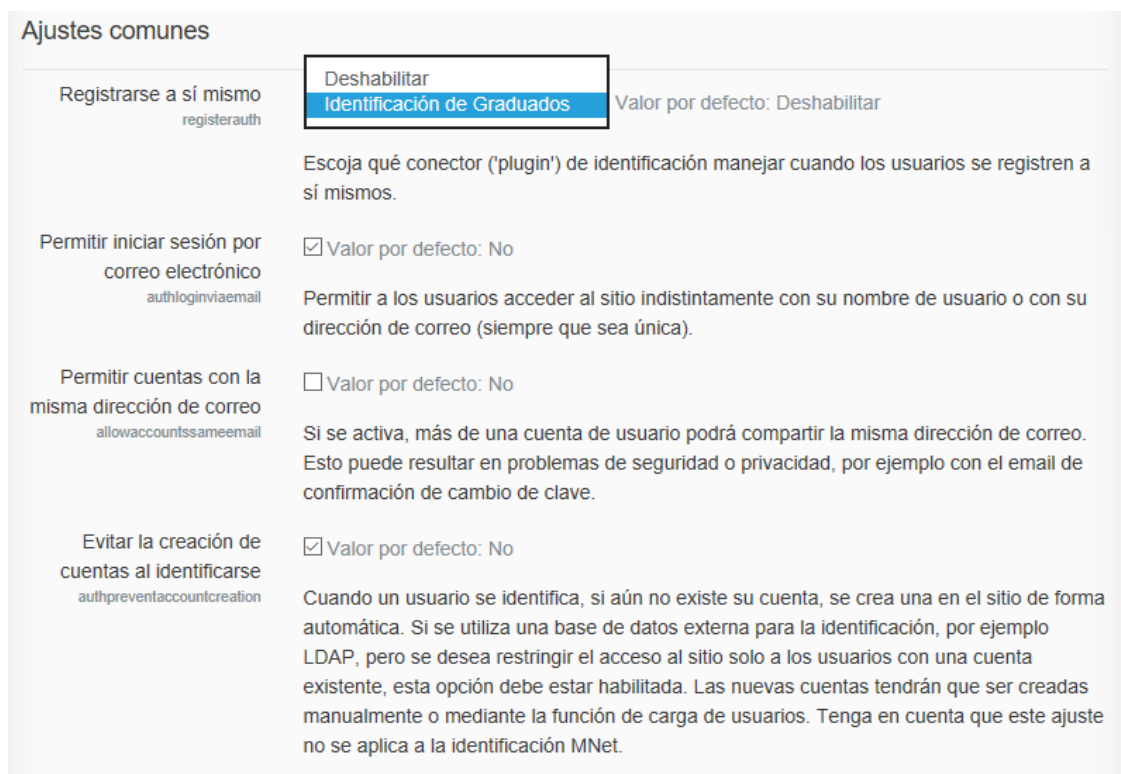 Ajustes comunes
Registrarse a sí mismo
registerauth
Deshabilitar
Identificación de Graduados
Valor por defecto: Deshabilitar
Escoja qué conector ('plugin') de identificación manejar cuando los usuarios se registren a
sí mismos.
Permitir iniciar sesión por
correo electrónico
authloginviaemail
Valor por defecto: No
Permitir a los usuarios acceder al sitio indistintamente con su nombre de usuario o con su
dirección de correo (siempre que sea única).
Permitir cuentas con la
misma dirección de correo
allowaccountssameemail
Valor por defecto: No
Si se activa, más de una cuenta de usuario podrá compartir la misma dirección de correo.
Esto puede resultar en problemas de seguridad o privacidad, por ejemplo con el email de
confirmación de cambio de clave.
Evitar la creación de
cuentas al identificarse
authpreventaccountcreation
Valor por defecto: No
Cuando un usuario se identifica, si aún no existe su cuenta, se crea una en el sitio de forma
automática. Si se utiliza una base de datos externa para la identificación, por ejemplo
LDAP, pero se desea restringir el acceso al sitio solo a los usuarios con una cuenta
existente, esta opción debe estar habilitada. Las nuevas cuentas tendrán que ser creadas
manualmente o mediante la función de carga de usuarios. Tenga en cuenta que este ajuste
no se aplica a la identificación MNet.